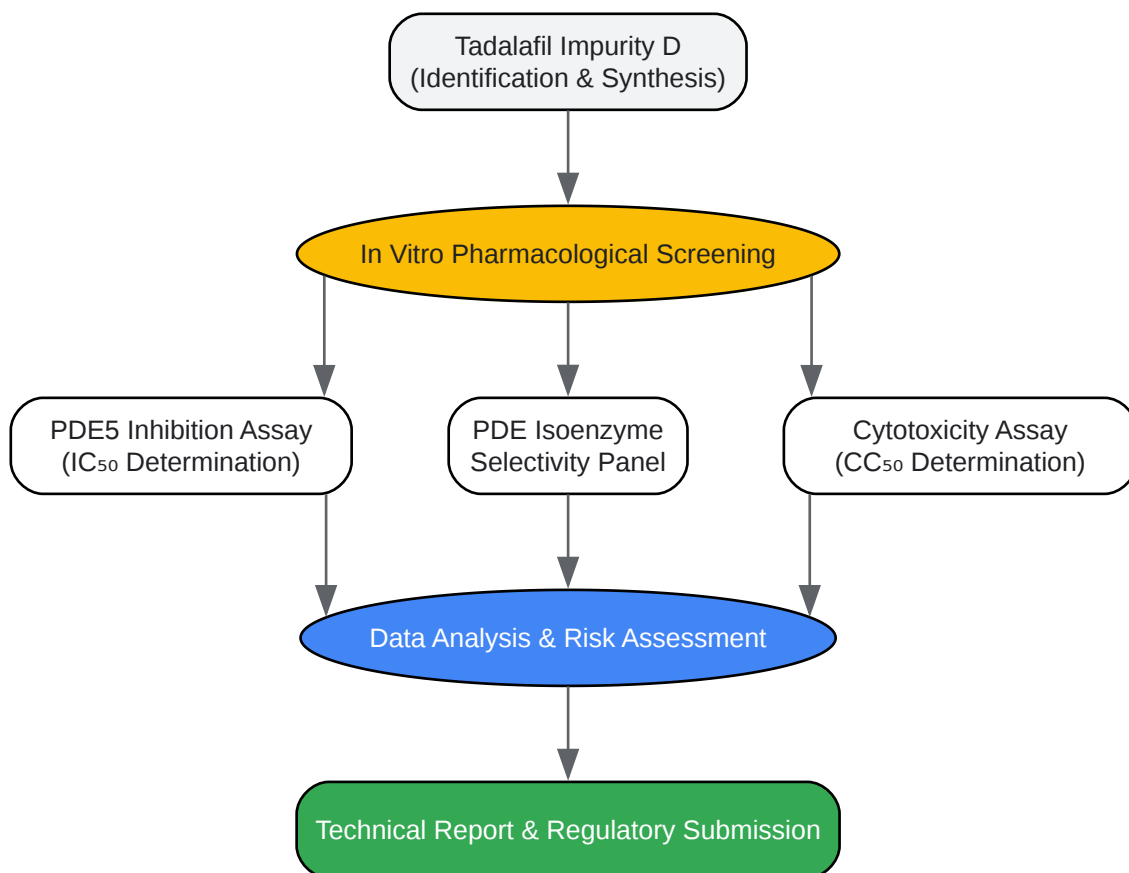 Tadalafil Impurity D
(Identification & Synthesis)
In Vitro Pharmacological Screening
PDE5 Inhibition Assay
(IC₅₀ Determination)
PDE Isoenzyme
Selectivity Panel
Cytotoxicity Assay
(CC₅₀ Determination)
Data Analysis & Risk Assessment
Technical Report & Regulatory Submission